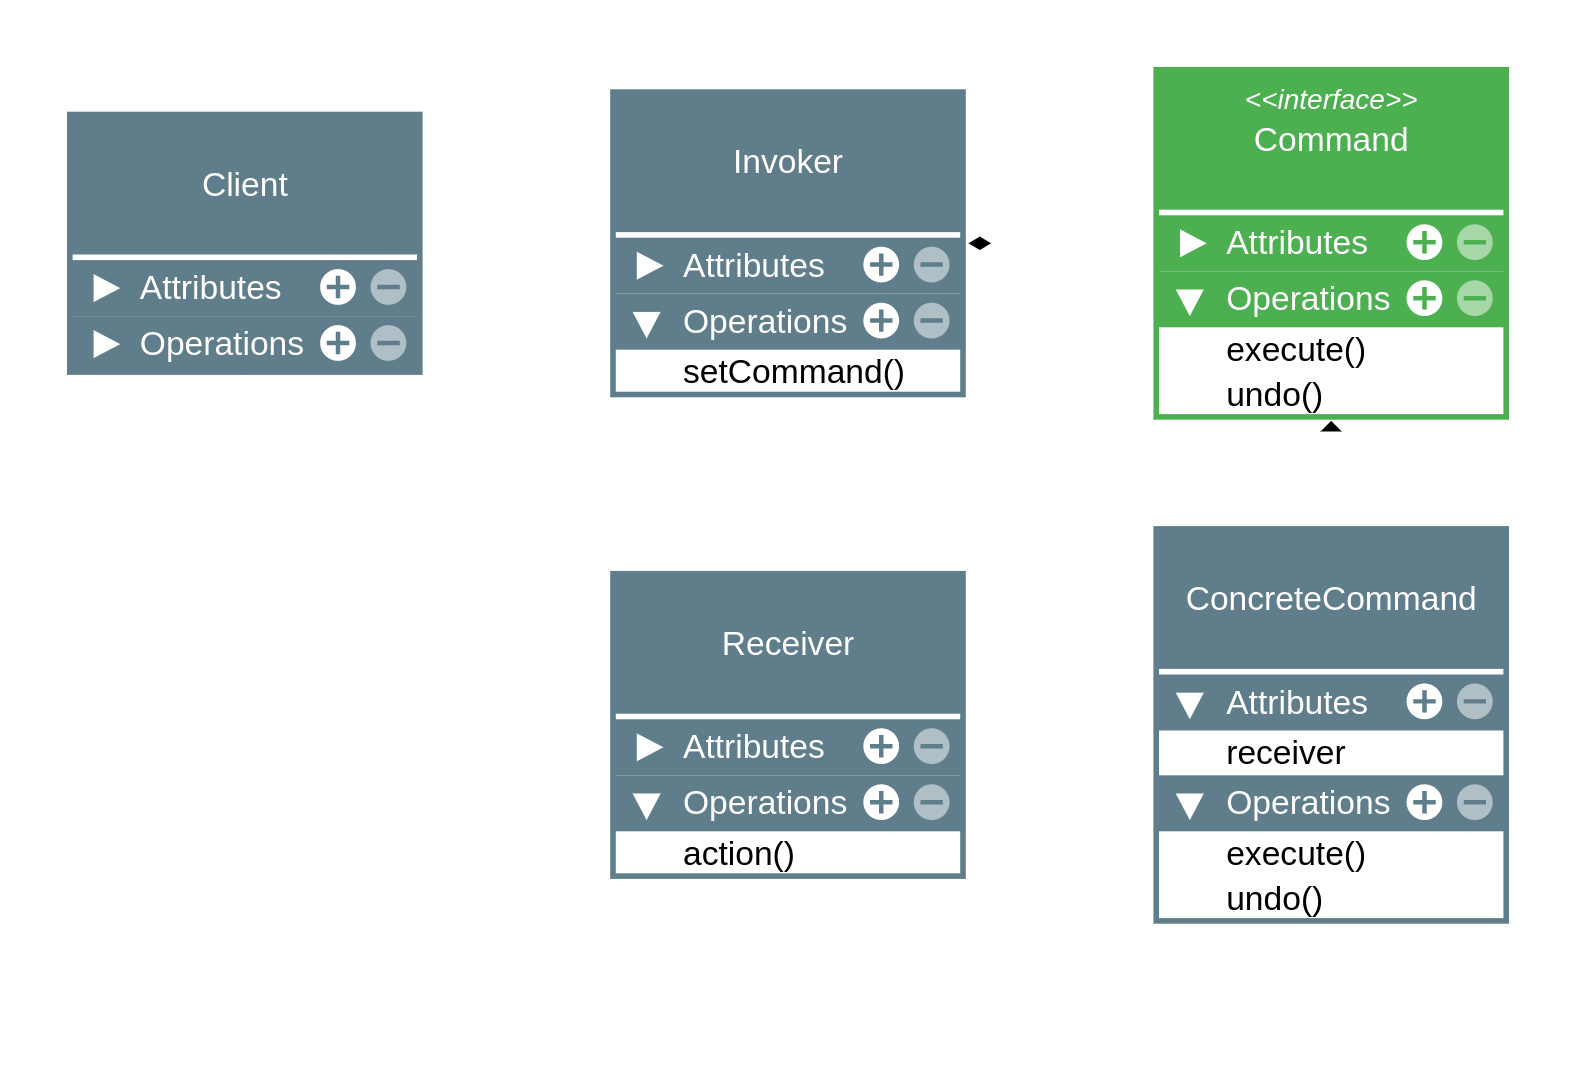 Client
Attributes
Operations
Invoker
Attributes
Operations
setCommand()
<<interface>>
Command
Attributes
Operations
execute()
undo()
Receiver
Attributes
Operations
action()
ConcreteCommand
Attributes
receiver
Operations
execute()
undo()